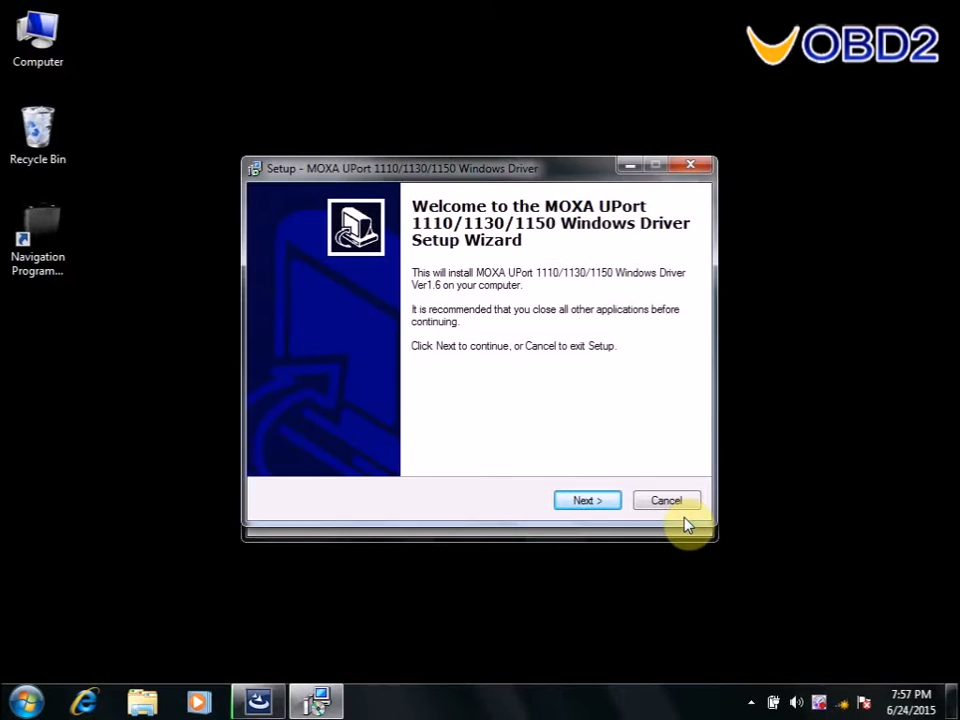 Computer
Recycle Bin
Navigation
Program...
OBD2
Setup - MOXA UPort 1110/1130/1150 Windows Driver
Welcome to the MOXA UPort
1110/1130/1150 Windows Driver
Setup Wizard
This will install MOXA UPort 1110/1130/1150 Windows Driver
Ver1.6 on your computer.
It is recommended that you close all other applications before
continuing.
Click Next to continue, or Cancel to exit Setup.
Next >
Cancel
7:57 PM
6/24/2015